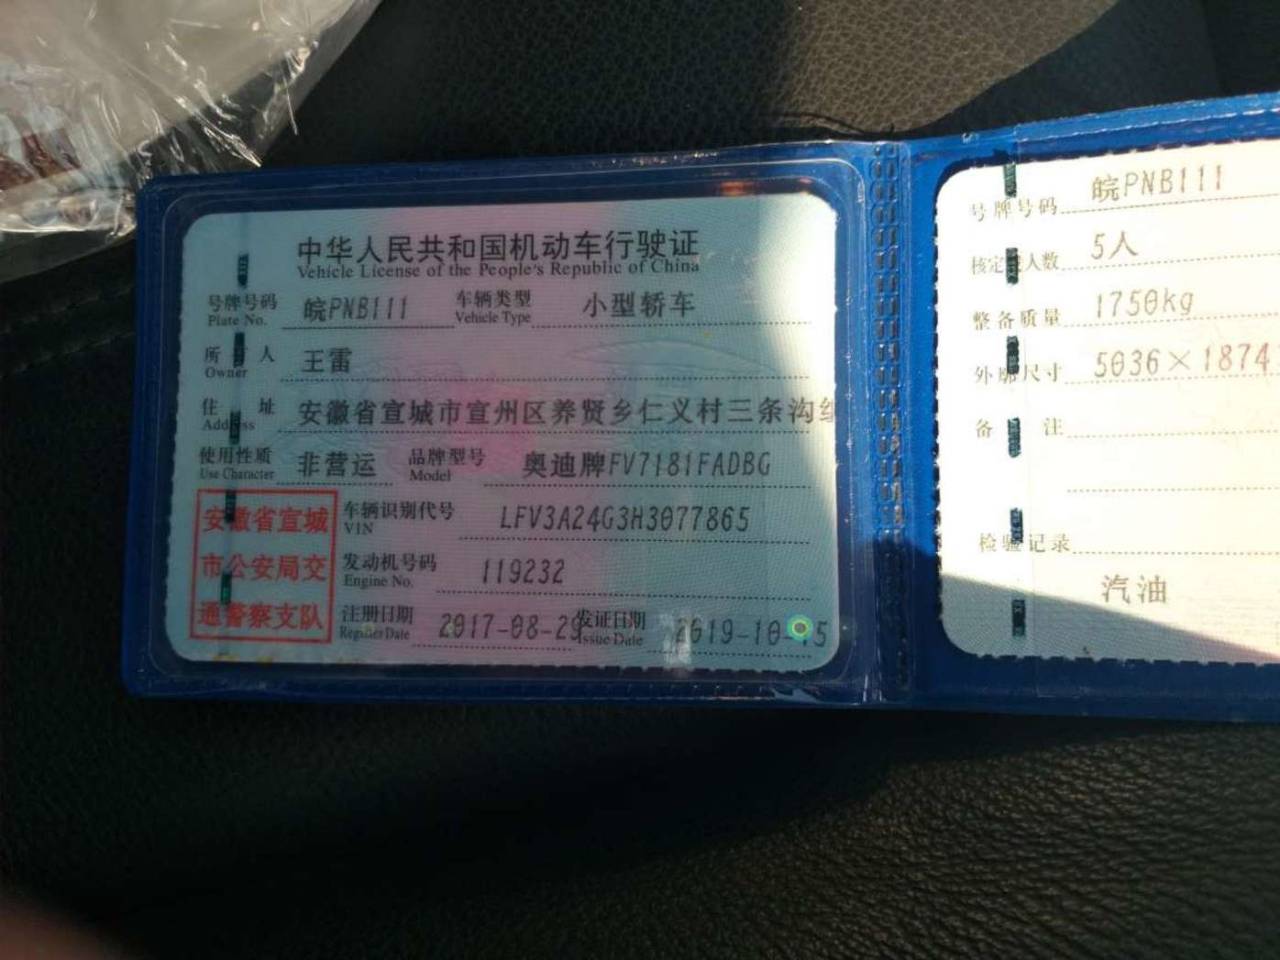 中华人民共和国机动车行驶证
Vehicle License of the People's Republic of China
号牌号码 皖PNB111 车辆类型 小型轿车
Plate No. Vehicle Type
所有人 王雷
Owner
住址 安徽省宣城市宣州区养贤乡仁义村三条沟组
Address
使用性质 非营运 品牌型号 奥迪牌FV7181FADBG
Use Character Model
安徽省宣城
市公安局交
通警察支队
车辆识别代号 LFV3A24G3H3077865
VIN
发动机号码 119232
Engine No.
注册日期 2017-08-29 发证日期 2019-10-15
Register Date Issue Date
号牌号码 皖PNB111
核定载人数 5人
整备质量 1750kg
外廓尺寸 5036×1874
备注
检验记录
汽油